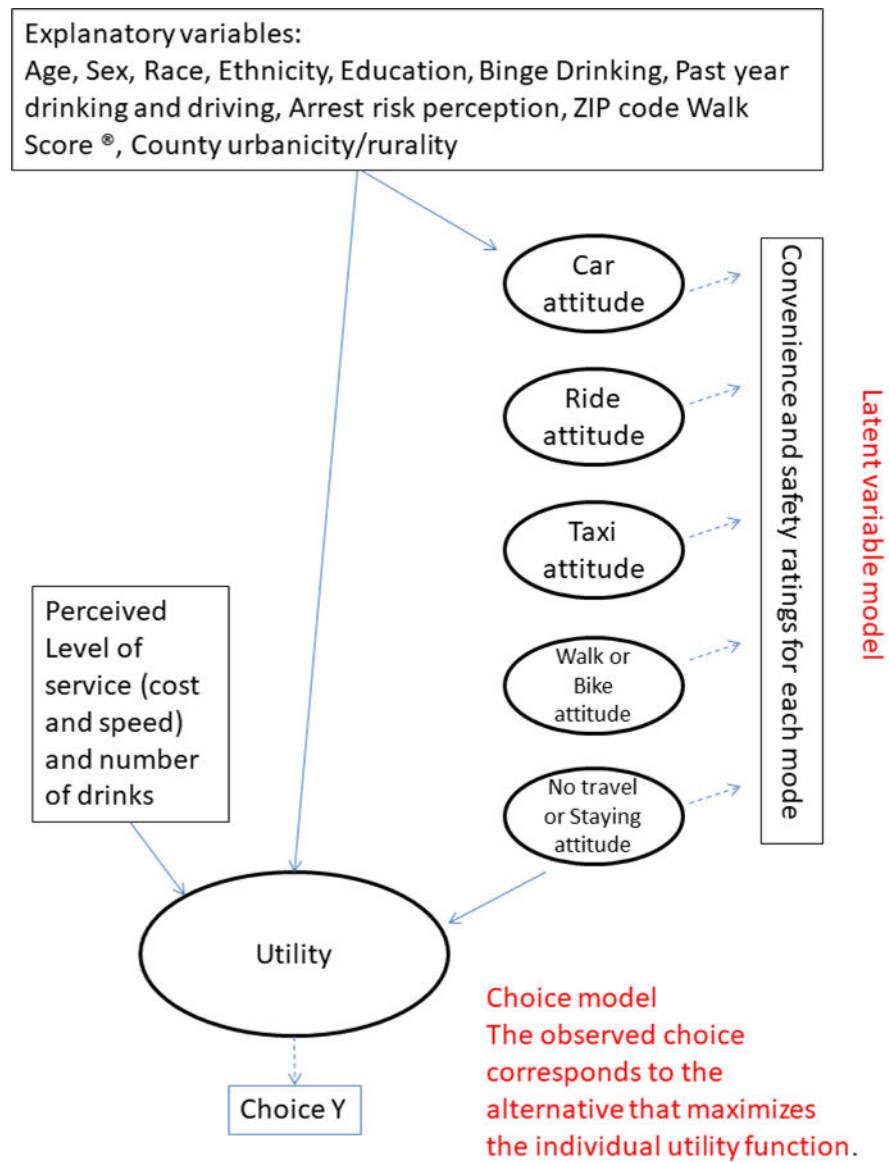 Explanatory variables:
Age, Sex, Race, Ethnicity, Education, Binge Drinking, Past year
drinking and driving, Arrest risk perception, ZIP code Walk
Score ®, County urbanicity/rurality
Car
attitude
Ride
attitude
Taxi
attitude
Walk or
Bike
attitude
No travel
or Staying
attitude
Convenience and safety ratings for each mode
Latent variable model
Perceived
Level of
service (cost
and speed)
and number
of drinks
Utility
Choice Y
Choice model
The observed choice
corresponds to the
alternative that maximizes
the individual utility function.